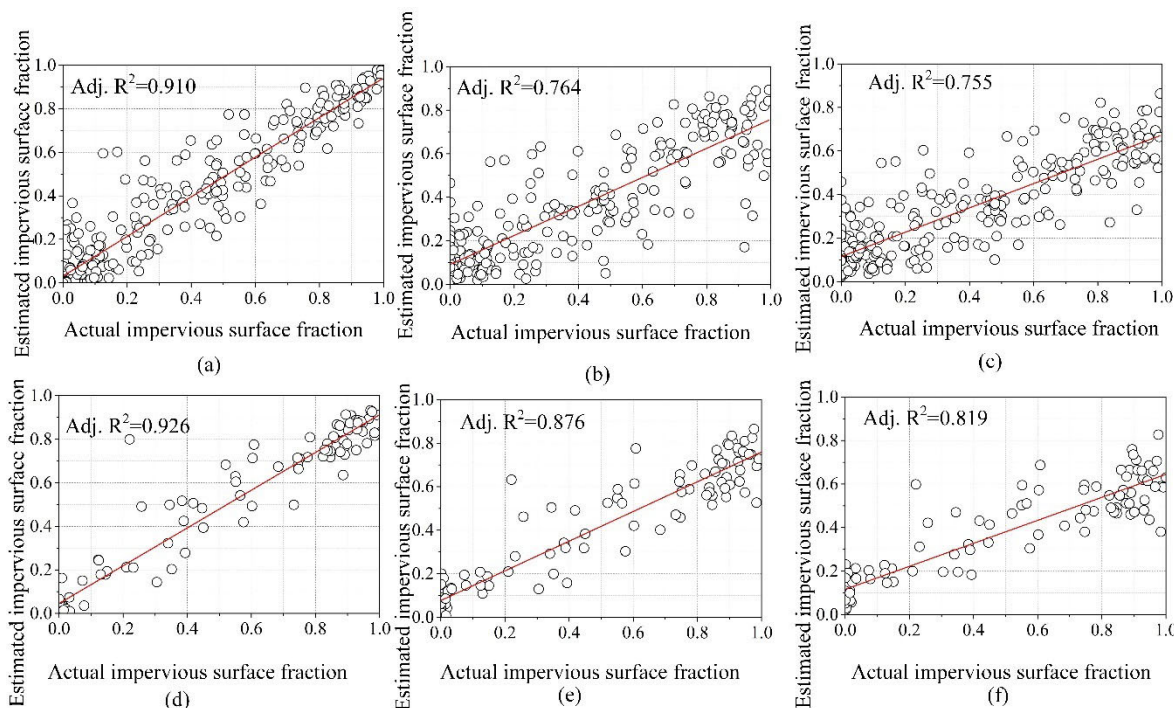 Estimated impervious surface fraction
1.0
0.8
0.6
0.4
0.2
0.0
Adj. R²=0.910
0.0 0.2 0.4 0.6 0.8 1.0
Actual impervious surface fraction
(a)
Estimated impervious surface fraction
1.0
0.8
0.6
0.4
0.2
0.0
Adj. R²=0.764
0.0 0.2 0.4 0.6 0.8 1.0
Actual impervious surface fraction
(b)
Estimated impervious surface fraction
1.0
0.8
0.6
0.4
0.2
0.0
Adj. R²=0.755
0.0 0.2 0.4 0.6 0.8 1.0
Actual impervious surface fraction
(c)
Estimated impervious surface fraction
1.0
0.8
0.6
0.4
0.2
0.0
Adj. R²=0.926
0.0 0.2 0.4 0.6 0.8 1.0
Actual impervious surface fraction
(d)
Estimated impervious surface fraction
1.0
0.8
0.6
0.4
0.2
0.0
Adj. R²=0.876
0.0 0.2 0.4 0.6 0.8 1.0
Actual impervious surface fraction
(e)
Estimated impervious surface fraction
1.0
0.8
0.6
0.4
0.2
0.0
Adj. R²=0.819
0.0 0.2 0.4 0.6 0.8 1.0
Actual impervious surface fraction
(f)